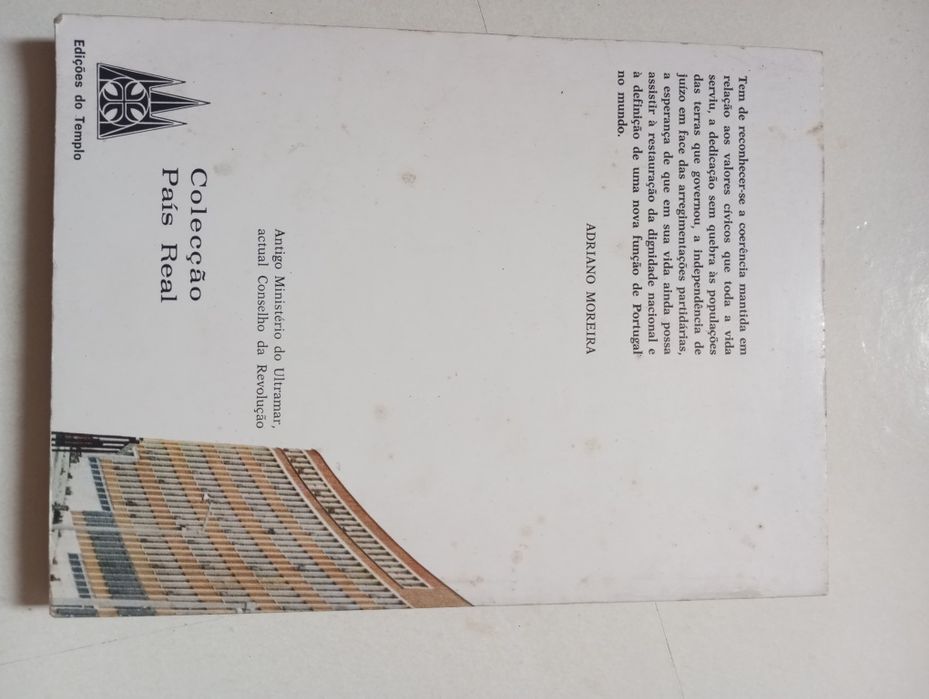 Tem de reconhecer-se a coerência mantida em
relação aos valores cívicos que toda a vida
serviu, a dedicação sem quebra às populações
das terras que governou, a independência de
juízo em face das arregimentações partidárias,
a esperança de que em sua vida ainda possa
assistir à restauração da dignidade nacional e
à definição de uma nova função de Portugal
no mundo.
ADRIANO MOREIRA
Antigo Ministério do Ultramar,
actual Conselho da Revolução
Colecção
País Real
Edições do Templo